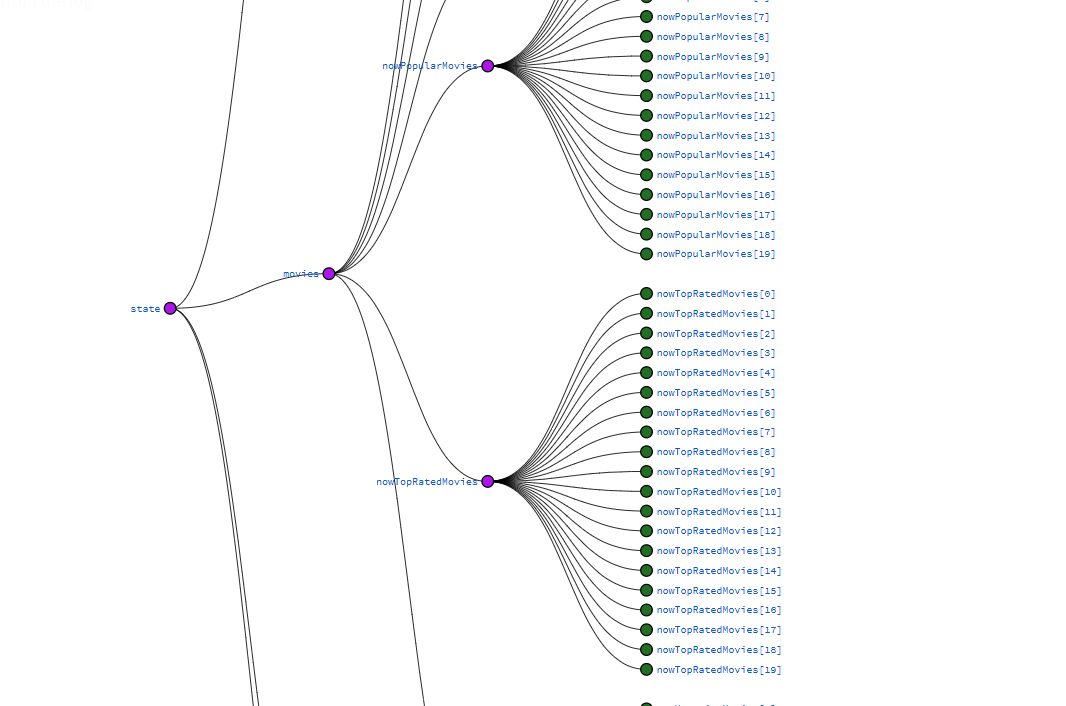 nowPopularMovies[7]
nowPopularMovies[8]
nowPopularMovies[9]
nowPopularMovies
nowPopularMovies[10]
nowPopularMovies[11]
nowPopularMovies[12]
nowPopularMovies[13]
nowPopularMovies[14]
nowPopularMovies[15]
nowPopularMovies[16]
nowPopularMovies[17]
nowPopularMovies[18]
nowPopularMovies[19]
movies
nowTopRatedMovies[0]
state
nowTopRatedMovies[1]
nowTopRatedMovies[2]
nowTopRatedMovies[3]
nowTopRatedMovies[4]
nowTopRatedMovies[5]
nowTopRatedMovies[6]
nowTopRatedMovies[7]
nowTopRatedMovies[8]
nowTopRatedMovies[9]
nowTopRatedMovies
nowTopRatedMovies[10]
nowTopRatedMovies[11]
nowTopRatedMovies[12]
nowTopRatedMovies[13]
nowTopRatedMovies[14]
nowTopRatedMovies[15]
nowTopRatedMovies[16]
nowTopRatedMovies[17]
nowTopRatedMovies[18]
nowTopRatedMovies[19]